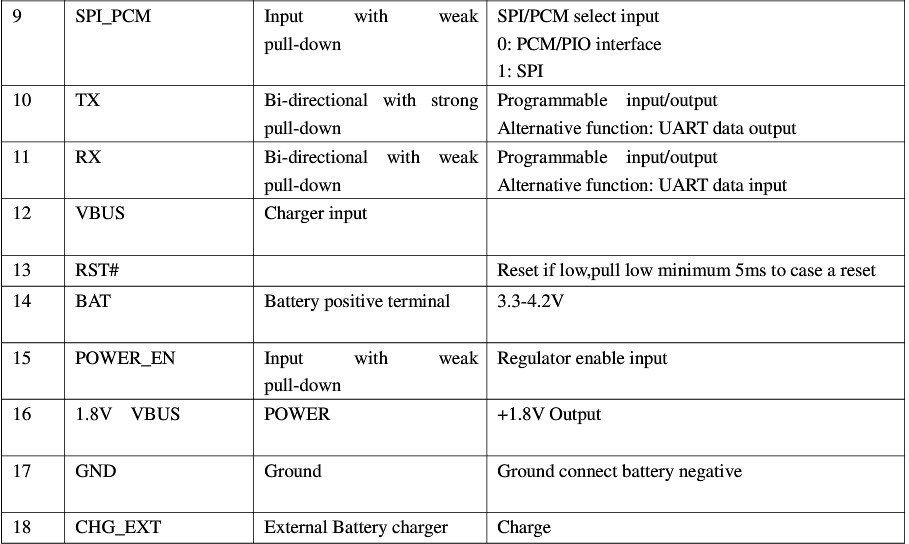 9 SPI_PCM Input with weak SPI/PCM select input
pull-down 0: PCM/PIO interface
1: SPI
10 TX Bi-directional with strong Programmable input/output
pull-down Alternative function: UART data output
11 RX Bi-directional with weak Programmable input/output
pull-down Alternative function: UART data input
12 VBUS Charger input
13 RST# Reset if low,pull low minimum 5ms to case a reset
14 BAT Battery positive terminal 3.3-4.2V
15 POWER_EN Input with weak Regulator enable input
pull-down
16 1.8V VBUS POWER +1.8V Output
17 GND Ground Ground connect battery negative
18 CHG_EXT External Battery charger Charge